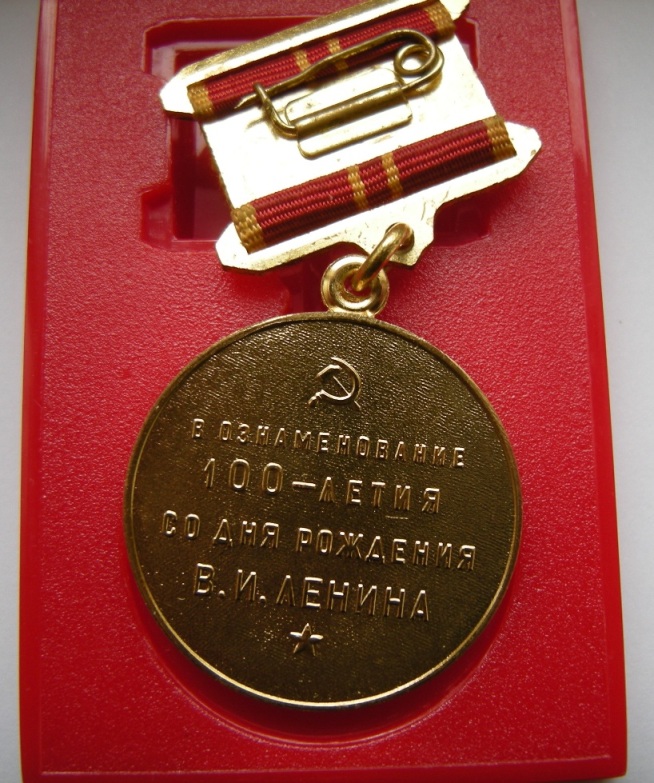 В ОЗНАМЕНОВАНИЕ
100-ЛЕТИЯ
СО ДНЯ РОЖДЕНИЯ
В.И.ЛЕНИНА